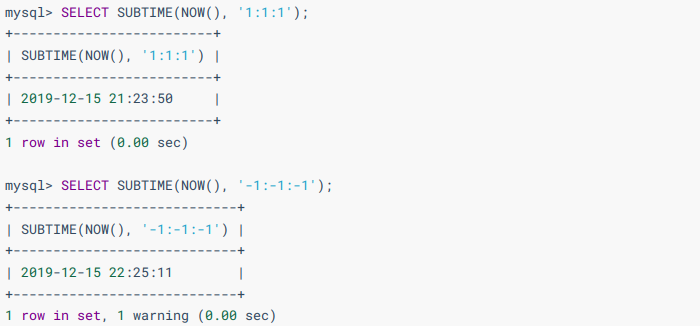 mysql> SELECT SUBTIME(NOW(), '1:1:1');
+-------------------------+
| SUBTIME(NOW(), '1:1:1') |
+-------------------------+
| 2019-12-15 21:23:50     |
+-------------------------+
1 row in set (0.00 sec)

mysql> SELECT SUBTIME(NOW(), '-1:-1:-1');
+----------------------------+
| SUBTIME(NOW(), '-1:-1:-1') |
+----------------------------+
| 2019-12-15 22:25:11        |
+----------------------------+
1 row in set, 1 warning (0.00 sec)